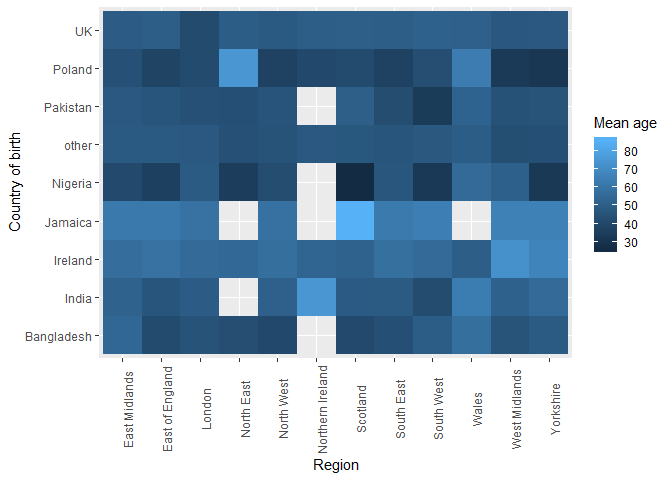 UK
Poland
Pakistan
other
Nigeria
Jamaica
Ireland
India
Bangladesh
Country of birth
East Midlands
East of England
London
North East
North West
Northern Ireland
Scotland
South East
South West
Wales
West Midlands
Yorkshire
Region
Mean age
80
70
60
50
40
30